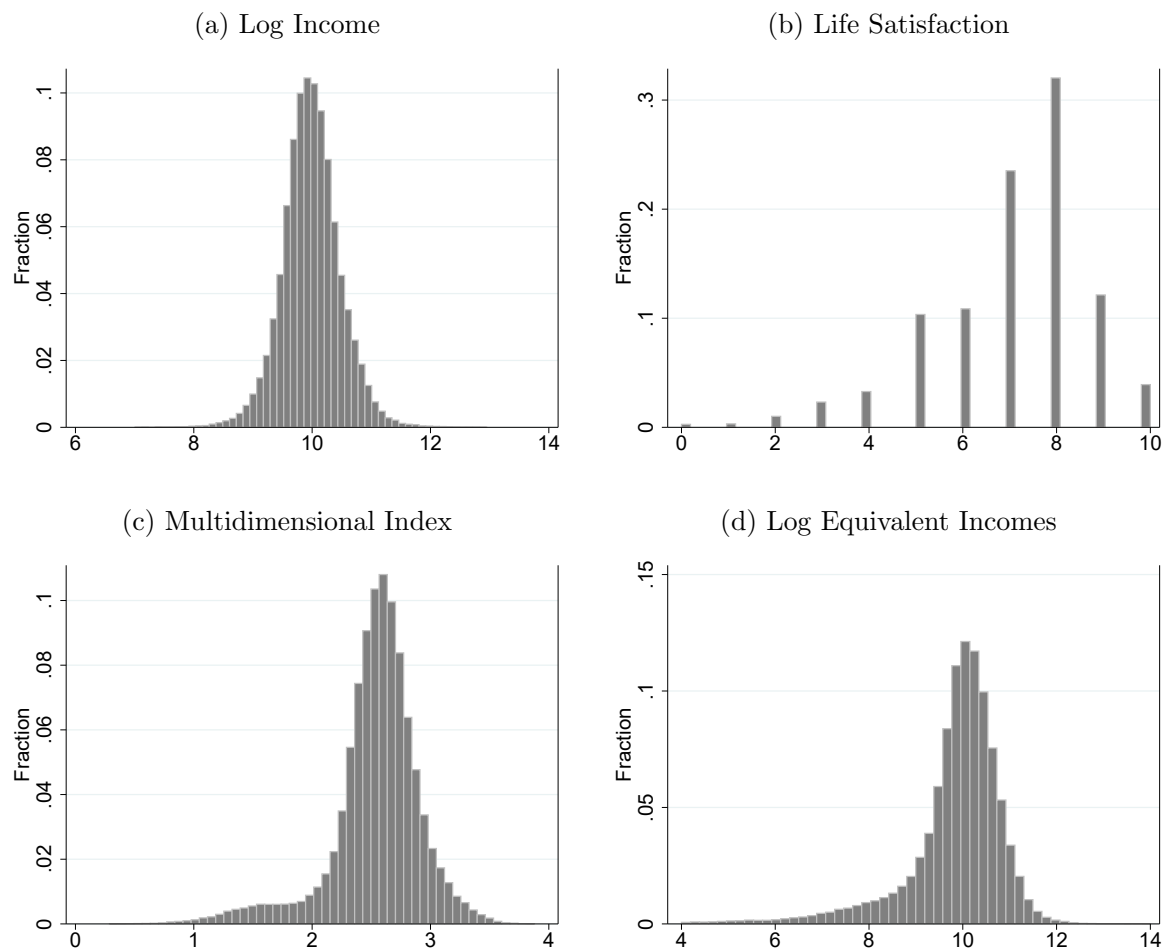 (a) Log Income
Fraction
.1
.08
.06
.04
.02
0
6 8 10 12 14
(b) Life Satisfaction
Fraction
.3
.2
.1
0
0 2 4 6 8 10
(c) Multidimensional Index
Fraction
.1
.08
.06
.04
.02
0
0 1 2 3 4
(d) Log Equivalent Incomes
Fraction
.15
.1
.05
0
4 6 8 10 12 14